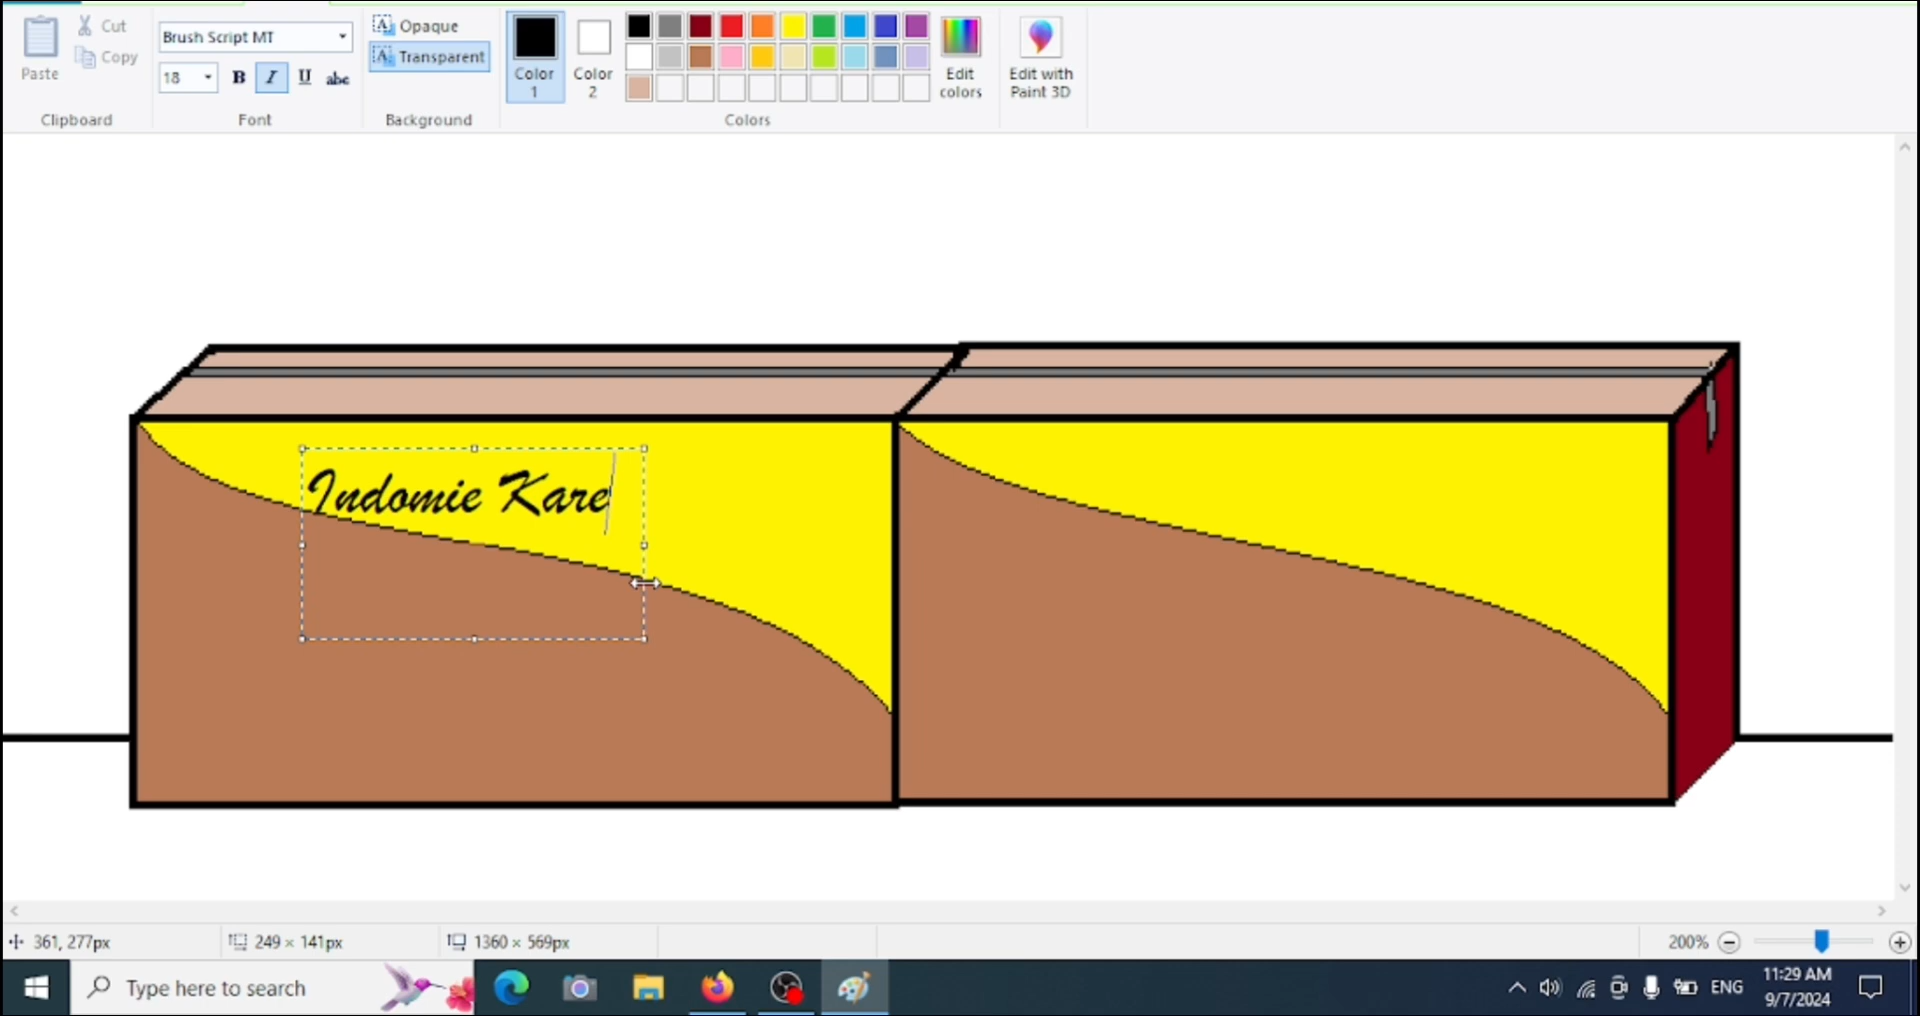 Paste
Cut
Copy
Clipboard
Brush Script MT
18
B I U abc
Font
Opaque
Transparent
Background
Color 1
Color 2
Edit colors
Colors
Edit with Paint 3D
Indomie Kare
361, 277px
249 × 141px
1360 × 569px
200%
Type here to search
ENG
11:29 AM
9/7/2024